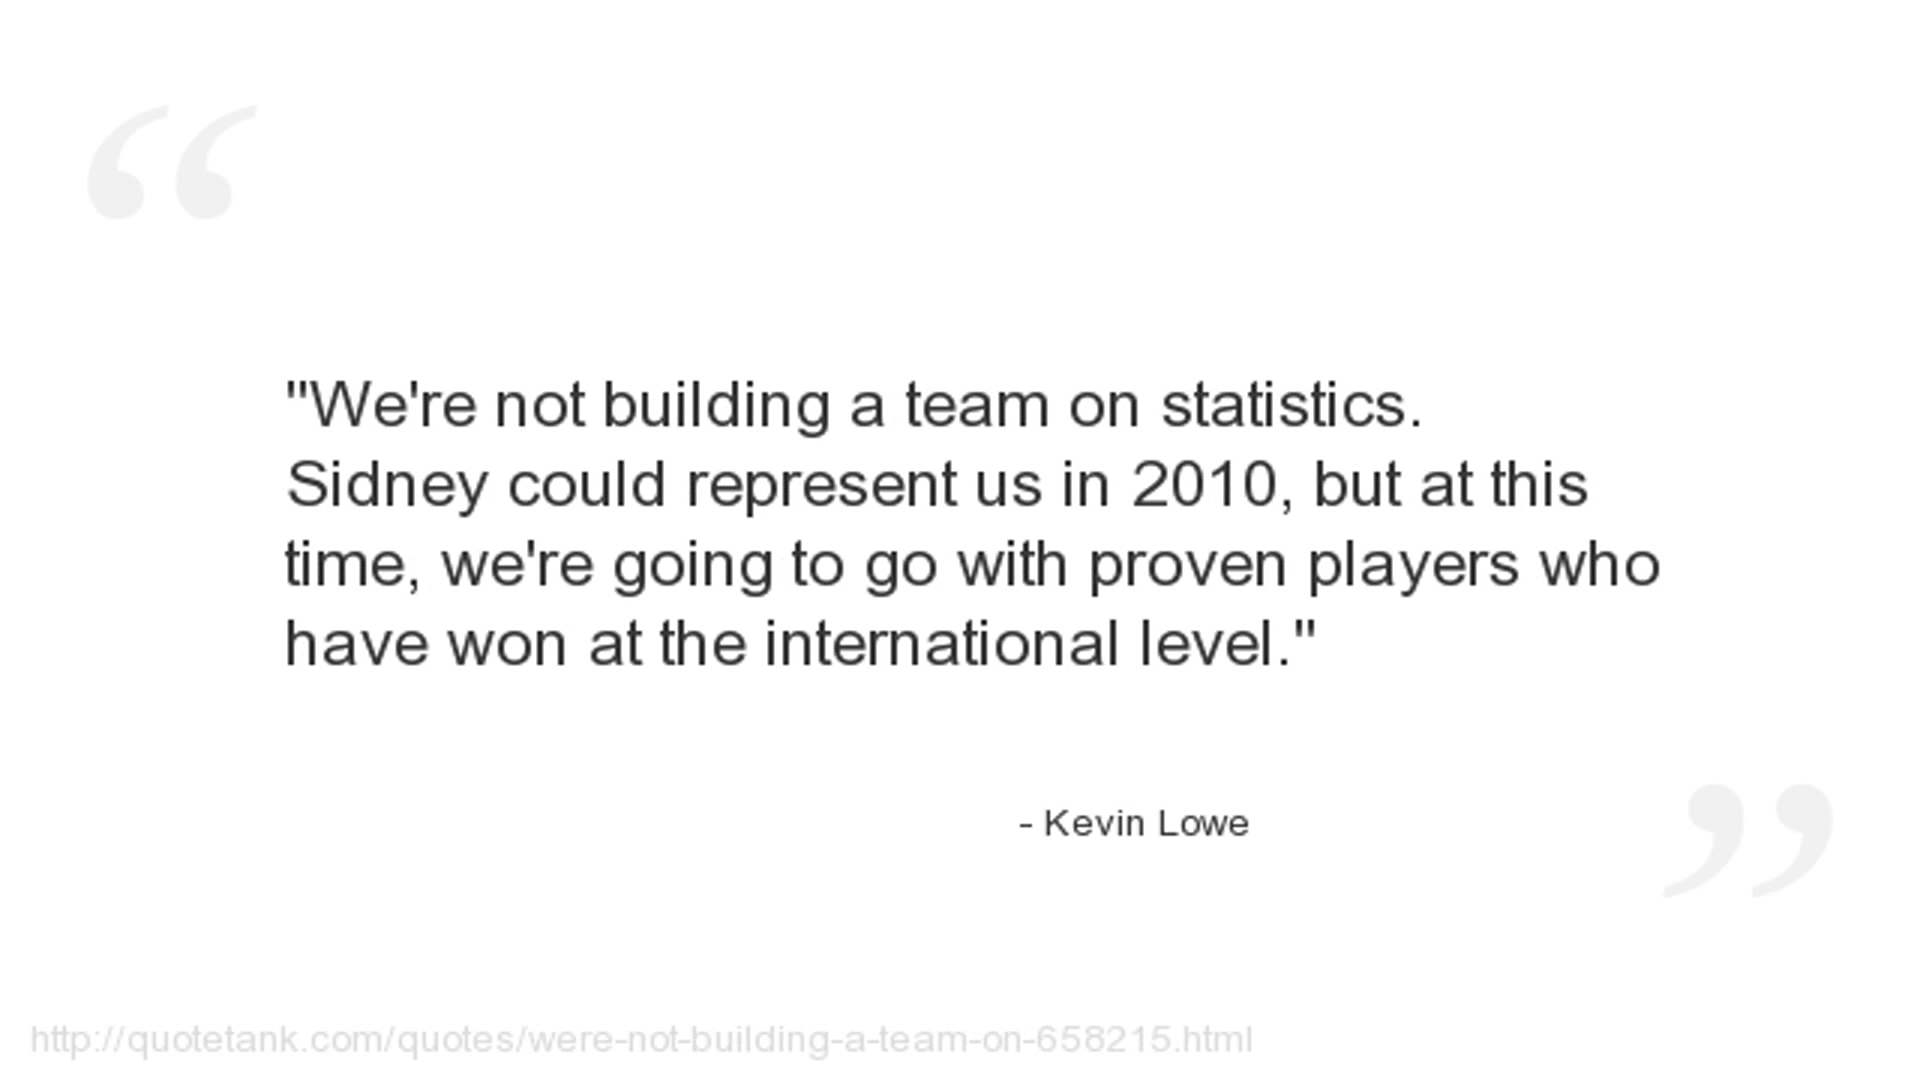 "We're not building a team on statistics.
Sidney could represent us in 2010, but at this
time, we're going to go with proven players who
have won at the international level."
- Kevin Lowe
http://quotetank.com/quotes/were-not-building-a-team-on-658215.html